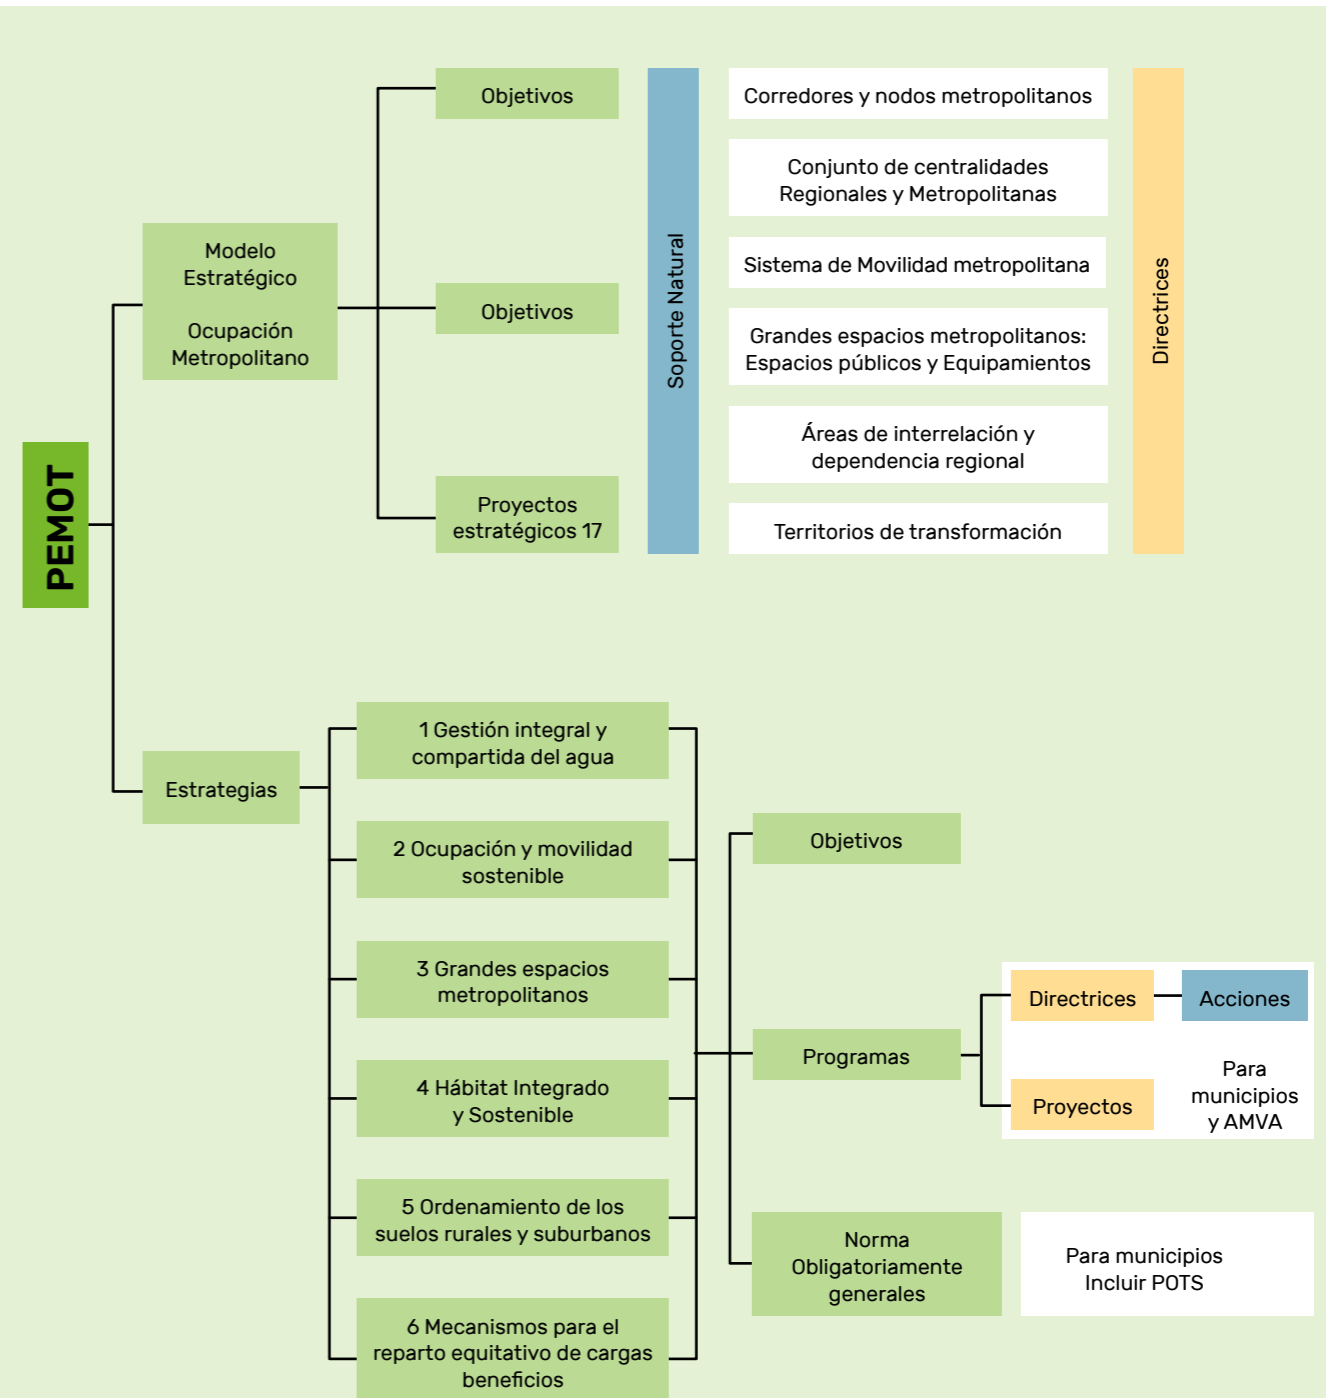 PEMOT
Modelo
Estratégico
Ocupación
Metropolitano
Objetivos
Objetivos
Proyectos
estratégicos 17
Soporte Natural
Corredores y nodos metropolitanos
Conjunto de centralidades
Regionales y Metropolitanas
Sistema de Movilidad metropolitana
Grandes espacios metropolitanos:
Espacios públicos y Equipamientos
Áreas de interrelación y
dependencia regional
Territorios de transformación
Directrices
Estrategias
1 Gestión integral y
compartida del agua
2 Ocupación y movilidad
sostenible
3 Grandes espacios
metropolitanos
4 Hábitat Integrado
y Sostenible
5 Ordenamiento de los
suelos rurales y suburbanos
6 Mecanismos para el
reparto equitativo de cargas
beneficios
Objetivos
Programas
Directrices
Acciones
Proyectos
Para
municipios
y AMVA
Norma
Obligatoriamente
generales
Para municipios
Incluir POTS